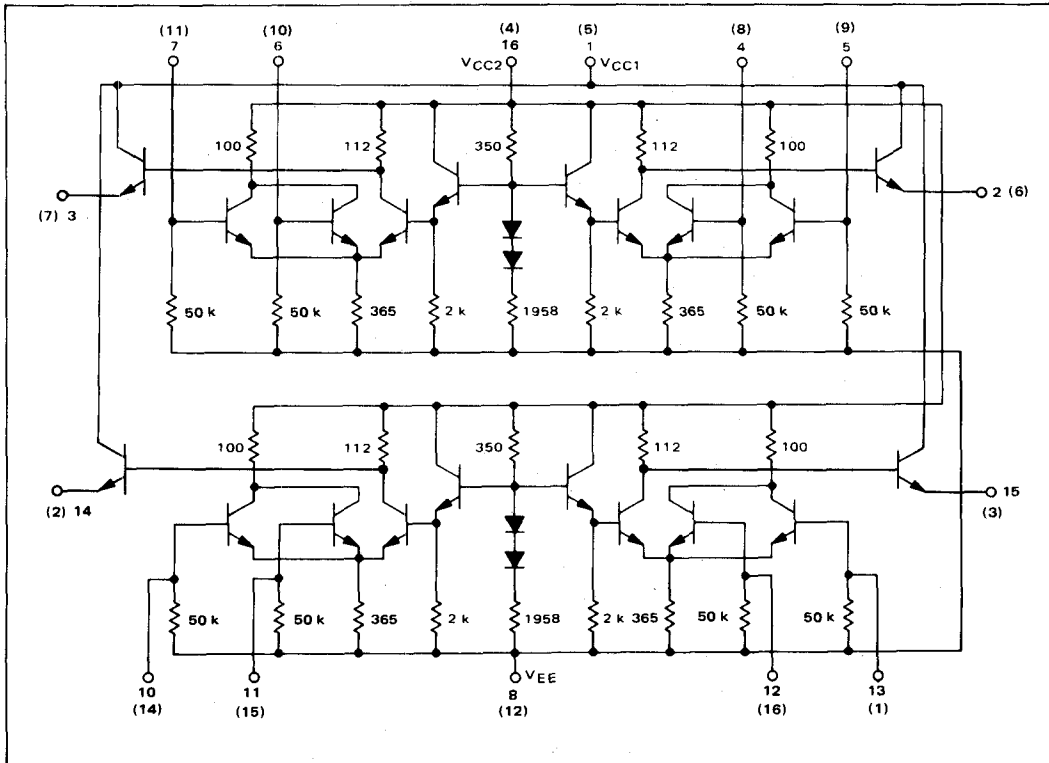 (11) (10) (4) (5) (8) (9)
7 6 16 1 4 5
VCC2 VCC1
100 112 350 112 100
(7) 3 2 (6)
50 k 50 k 365 2 k 1958 2 k 365 50 k 50 k
100 112 350 112 100
(2) 14 15
(3)
50 k 50 k 365 2 k 1958 2 k 365 50 k 50 k
VEE
10 11 8 12 13
(14) (15) (12) (16) (1)